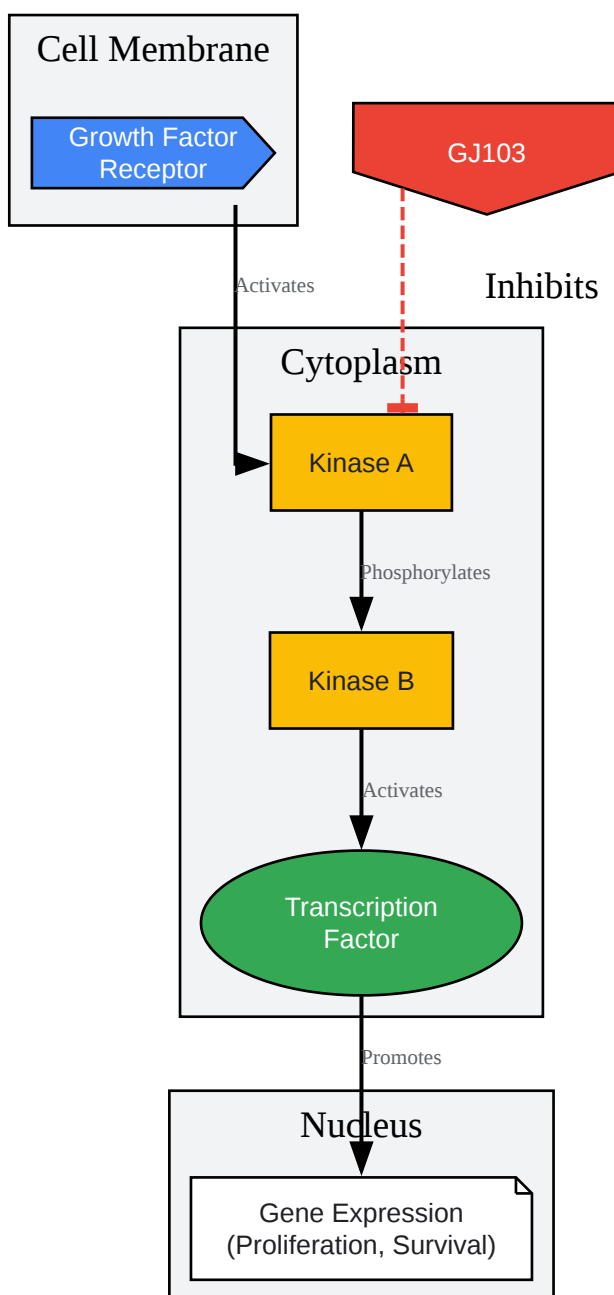 Cell Membrane
Growth Factor
Receptor
GJ103
Activates
Inhibits
Cytoplasm
Kinase A
Phosphorylates
Kinase B
Activates
Transcription
Factor
Promotes
Nucleus
Gene Expression
(Proliferation, Survival)